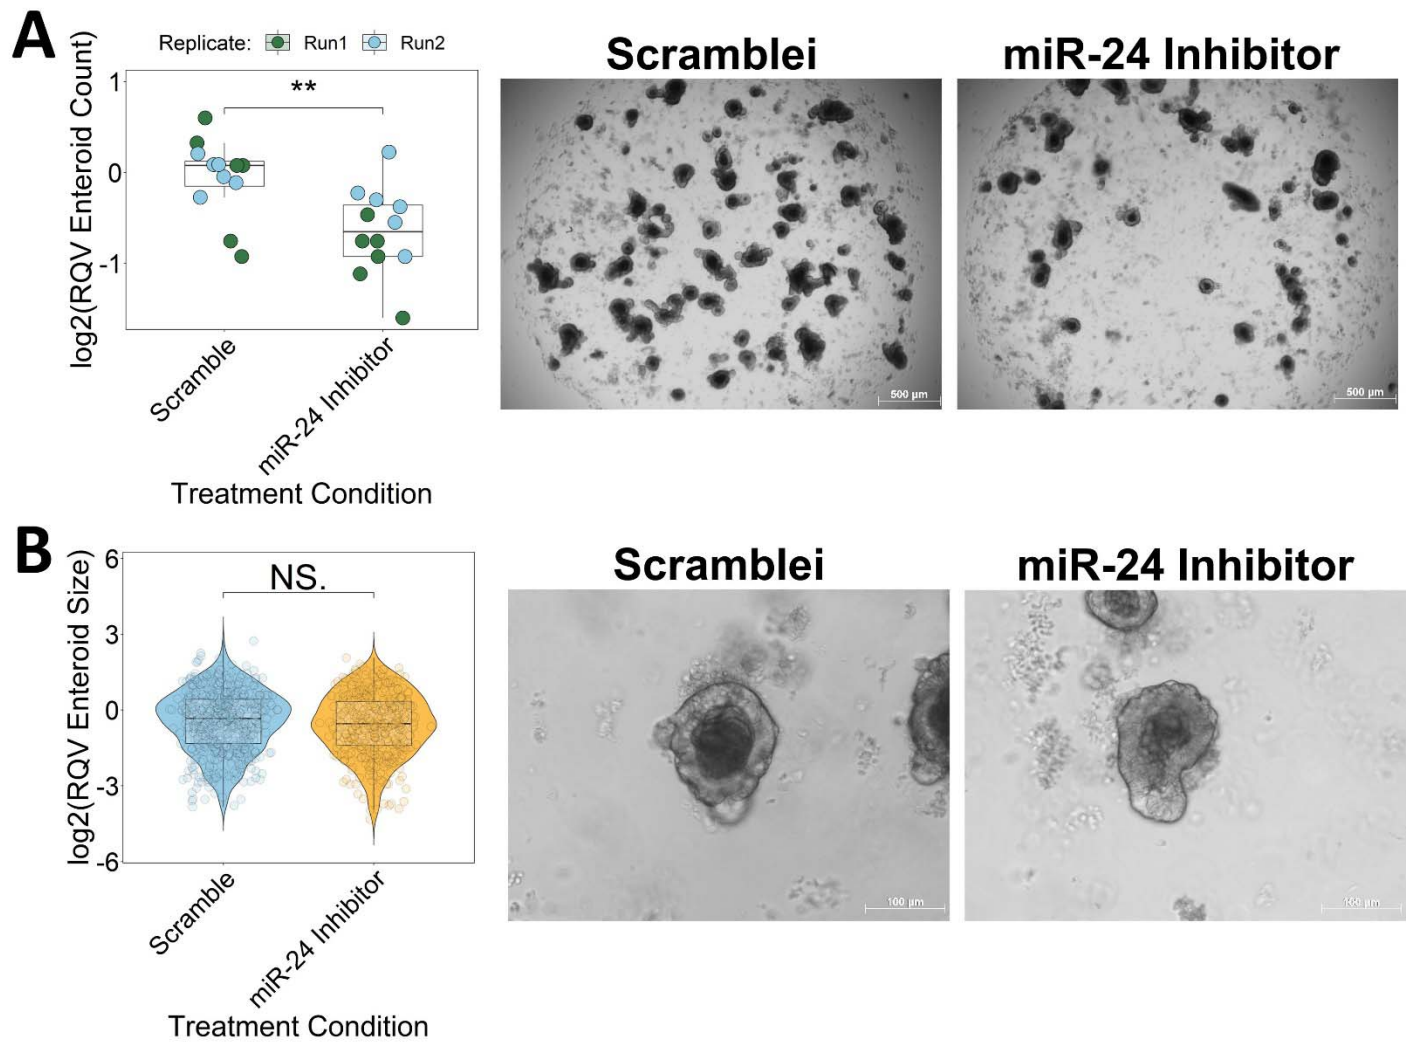 A
Replicate: Run1 Run2
log2(RQV Enteroid Count)
1
0
-1
**
Scramble
miR-24 Inhibitor
Treatment Condition
Scramblei
miR-24 Inhibitor
500 µm
500 µm
B
log2(RQV Enteroid Size)
6
3
0
-3
-6
NS.
Scramble
miR-24 Inhibitor
Treatment Condition
Scramblei
miR-24 Inhibitor
100 µm
100 µm